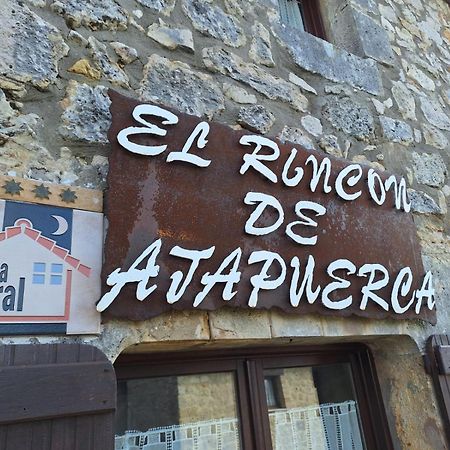 EL RINCON
DE
ATAPUERCA
a
ral